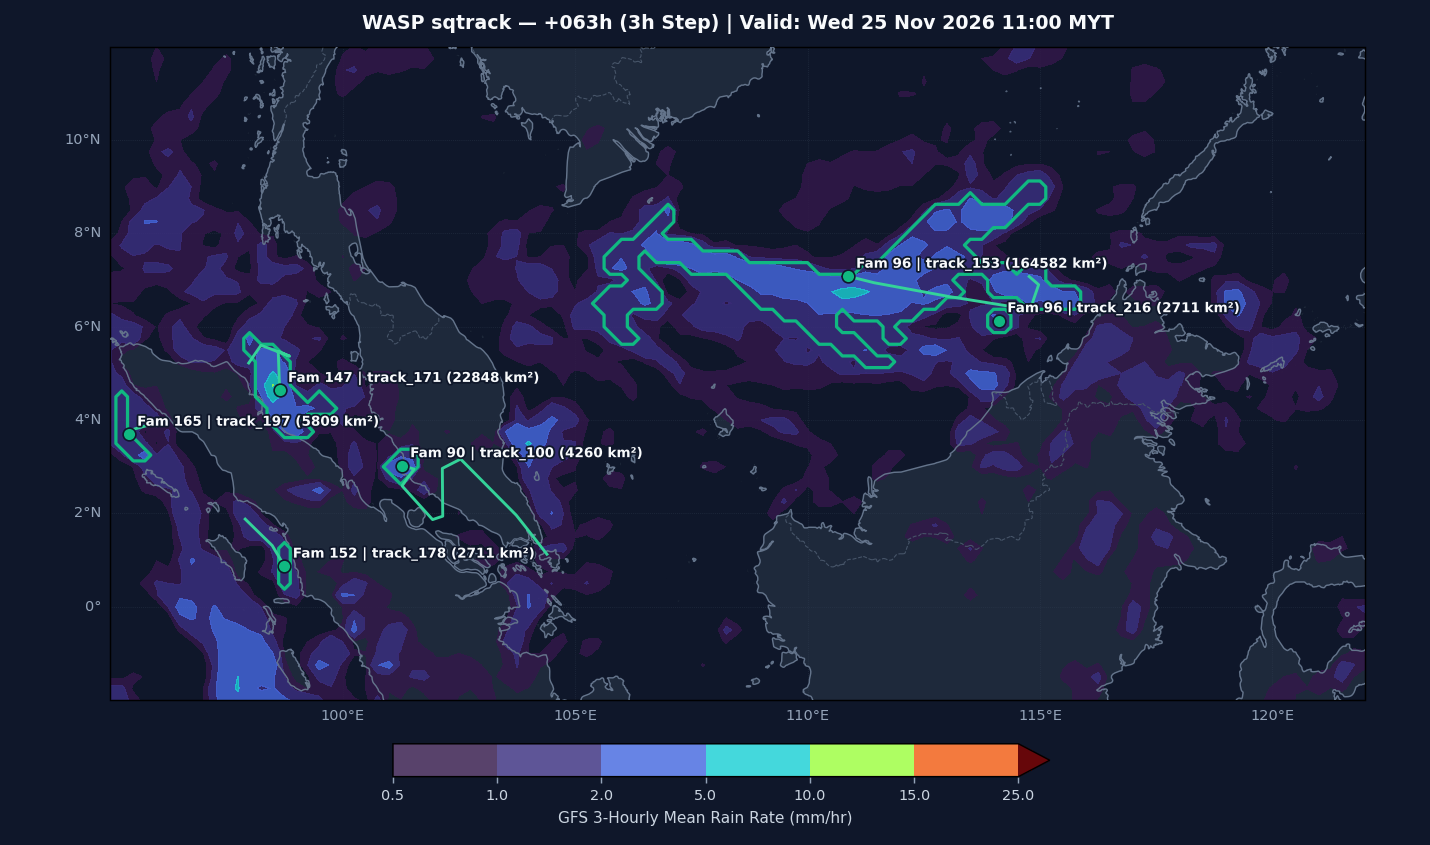 WASP sqtrack — +063h (3h Step) | Valid: Wed 25 Nov 2026 11:00 MYT
10°N
8°N
6°N
4°N
2°N
0°
Fam 96 | track_153 (164582 km²)
Fam 96 | track_216 (2711 km²)
Fam 147 | track_171 (22848 km²)
Fam 165 | track_197 (5809 km²)
Fam 90 | track_100 (4260 km²)
Fam 152 | track_178 (2711 km²)
100°E 105°E 110°E 115°E 120°E
0.5 1.0 2.0 5.0 10.0 15.0 25.0
GFS 3-Hourly Mean Rain Rate (mm/hr)